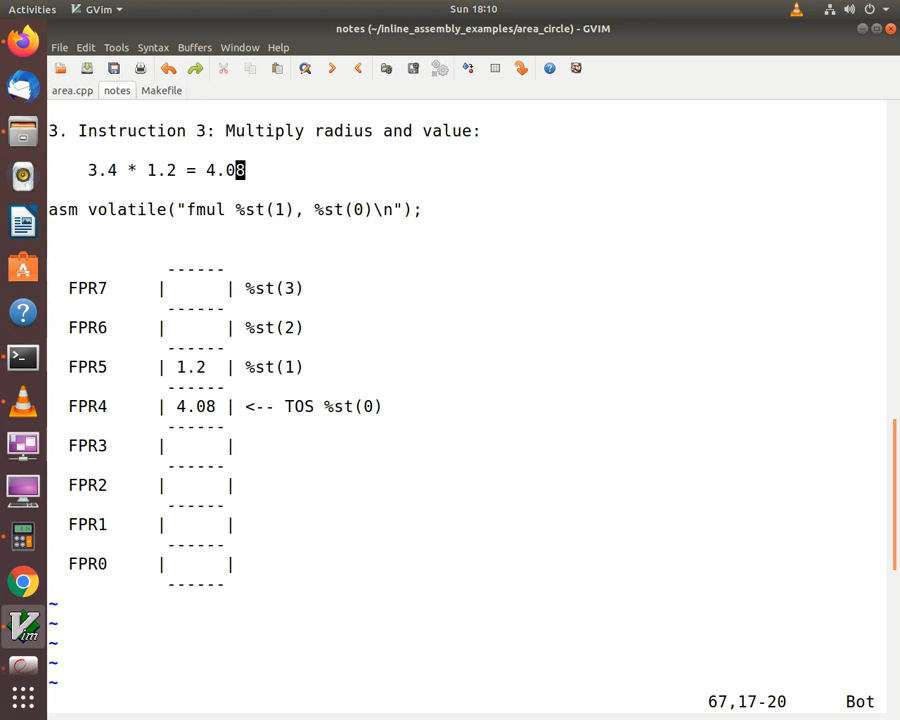 Activities GVim Sun 18:10
notes (~/inline_assembly_examples/area_circle) - GVIM
File Edit Tools Syntax Buffers Window Help
area.cpp notes Makefile
3. Instruction 3: Multiply radius and value:
3.4 * 1.2 = 4.08
asm volatile("fmul %st(1), %st(0)\n");
------
FPR7 | | %st(3)
------
FPR6 | | %st(2)
------
FPR5 | 1.2 | %st(1)
------
FPR4 | 4.08 | <-- TOS %st(0)
------
FPR3 | |
------
FPR2 | |
------
FPR1 | |
------
FPR0 | |
------
~
~
~
~
~
67,17-20 Bot